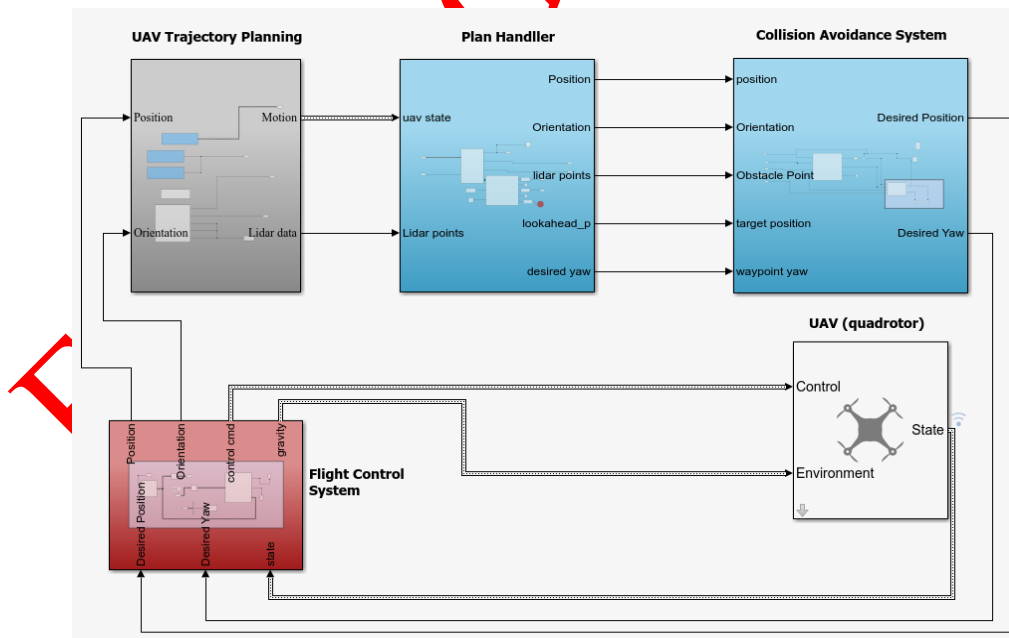 UAV Trajectory Planning
Plan Handller
Collision Avoidance System
Position
Motion
Orientation
Lidar data
uav state
Lidar points
Position
Orientation
lidar points
lookahead_p
desired yaw
position
Orientation
Obstacle Point
target position
waypoint yaw
Desired Position
Desired Yaw
UAV (quadrotor)
Control
Environment
State
Position
Orientation
control cmd
gravity
Desired Position
Desired Yaw
state
Flight Control
System